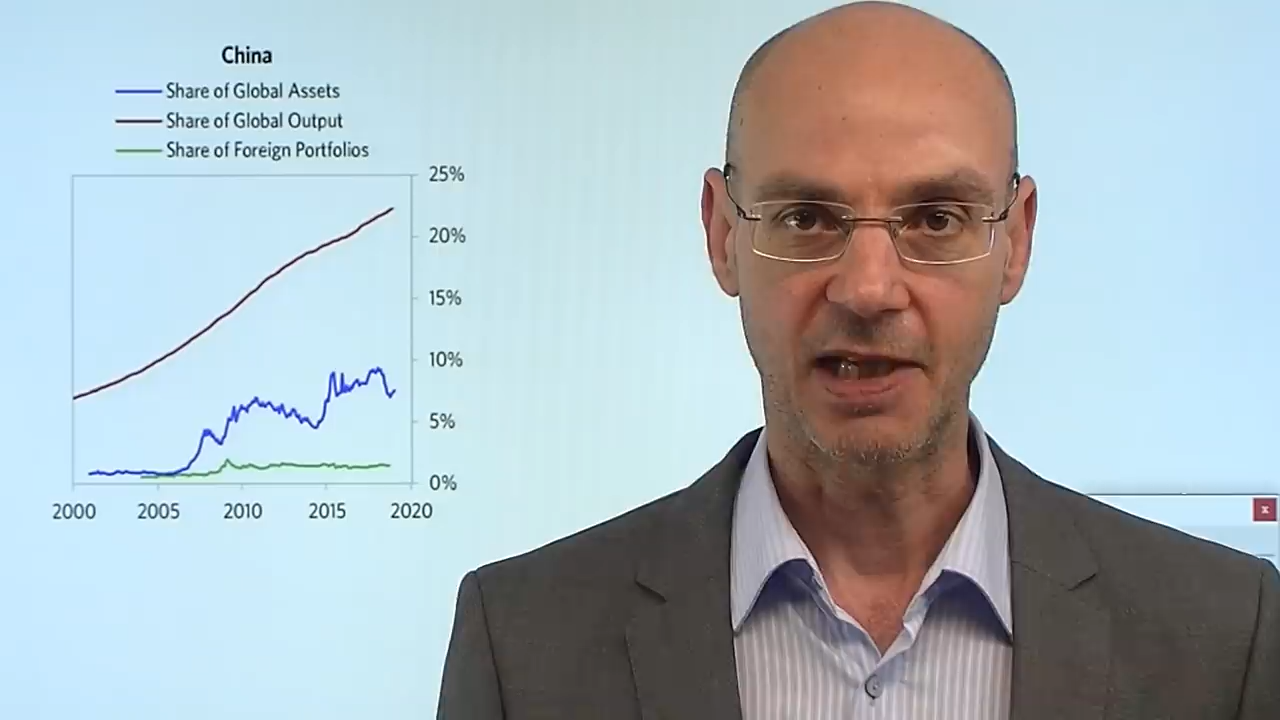 China
Share of Global Assets
Share of Global Output
Share of Foreign Portfolios
25%
20%
15%
10%
5%
0%
2000 2005 2010 2015 2020
x